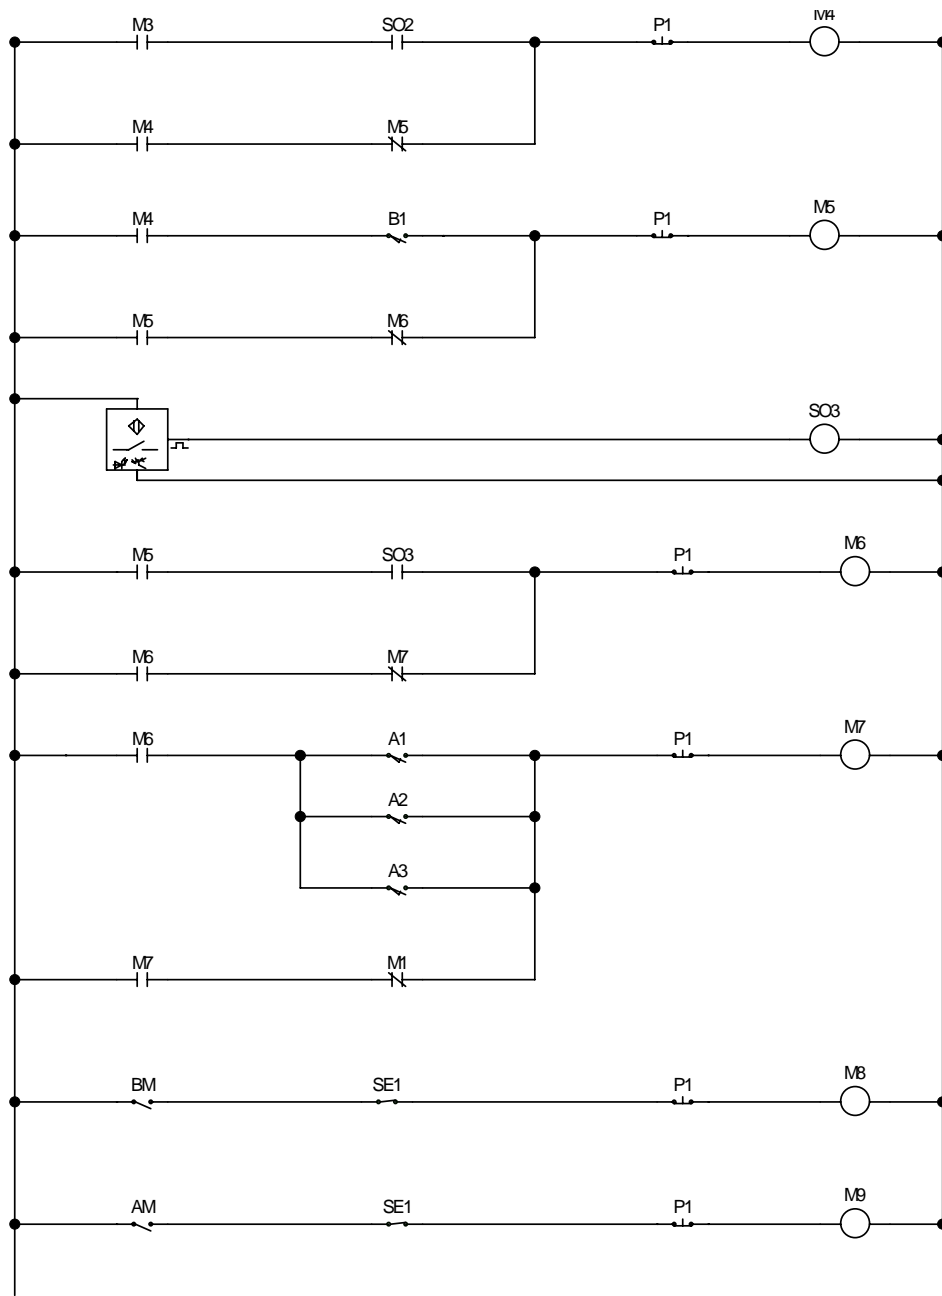 M3 SO2 P1 M4
M4 M5
M4 B1 P1 M5
M5 M6
SO3
M5 SO3 P1 M6
M6 M7
M6 A1 P1 M7
A2
A3
M7 M1
BM SE1 P1 M8
AM SE1 P1 M9